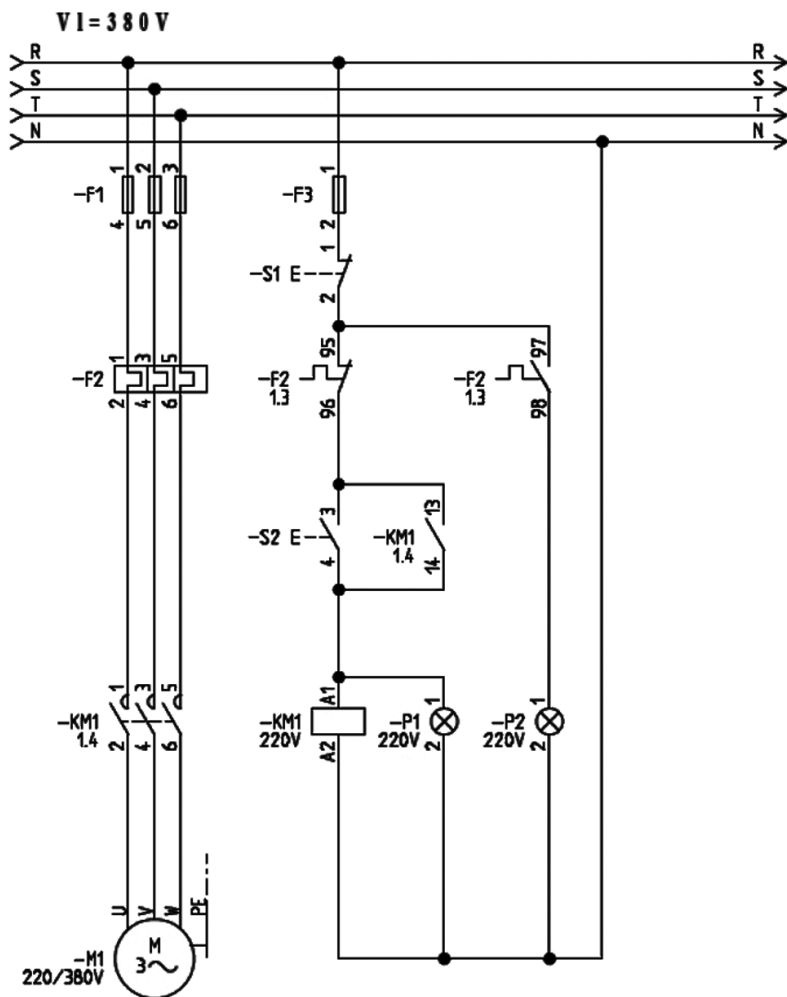 Vl=380V
R R
S S
T T
N N
1 2 3 1
-F1 -F3
4 5 6 2
1
-S1 E
2
1 3 5 95 97
-F2 -F2 -F2
1.3 1.3
2 4 6 96 98
3 13
-S2 E -KM1
1.4
4 14
1 3 5 A1 1 1
-KM1 -KM1 -P1 -P2
1.4 220V 220V 220V
2 4 6 A2 2 2
U V W PE
M
3
-M1
220/380V